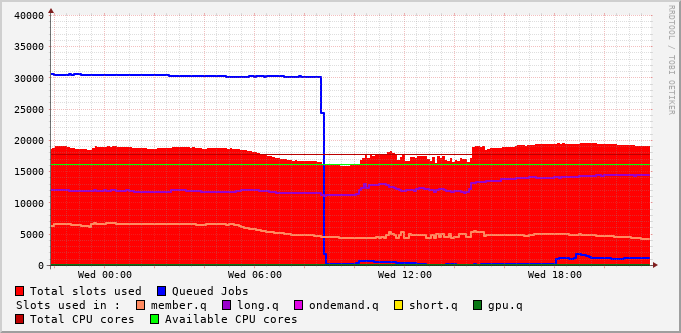 40000
35000
30000
25000
20000
15000
10000
5000
0
Wed 00:00 Wed 06:00 Wed 12:00 Wed 18:00
Total slots used Queued Jobs
Slots used in : member.q long.q ondemand.q short.q gpu.q
Total CPU cores Available CPU cores
RRDTOOL / TOBI OETIKER